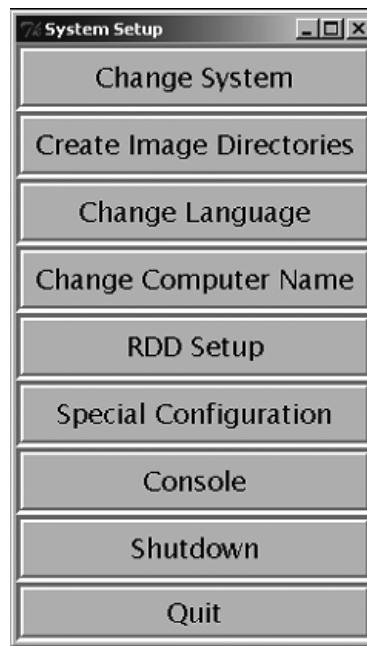 System Setup
Change System
Create Image Directories
Change Language
Change Computer Name
RDD Setup
Special Configuration
Console
Shutdown
Quit